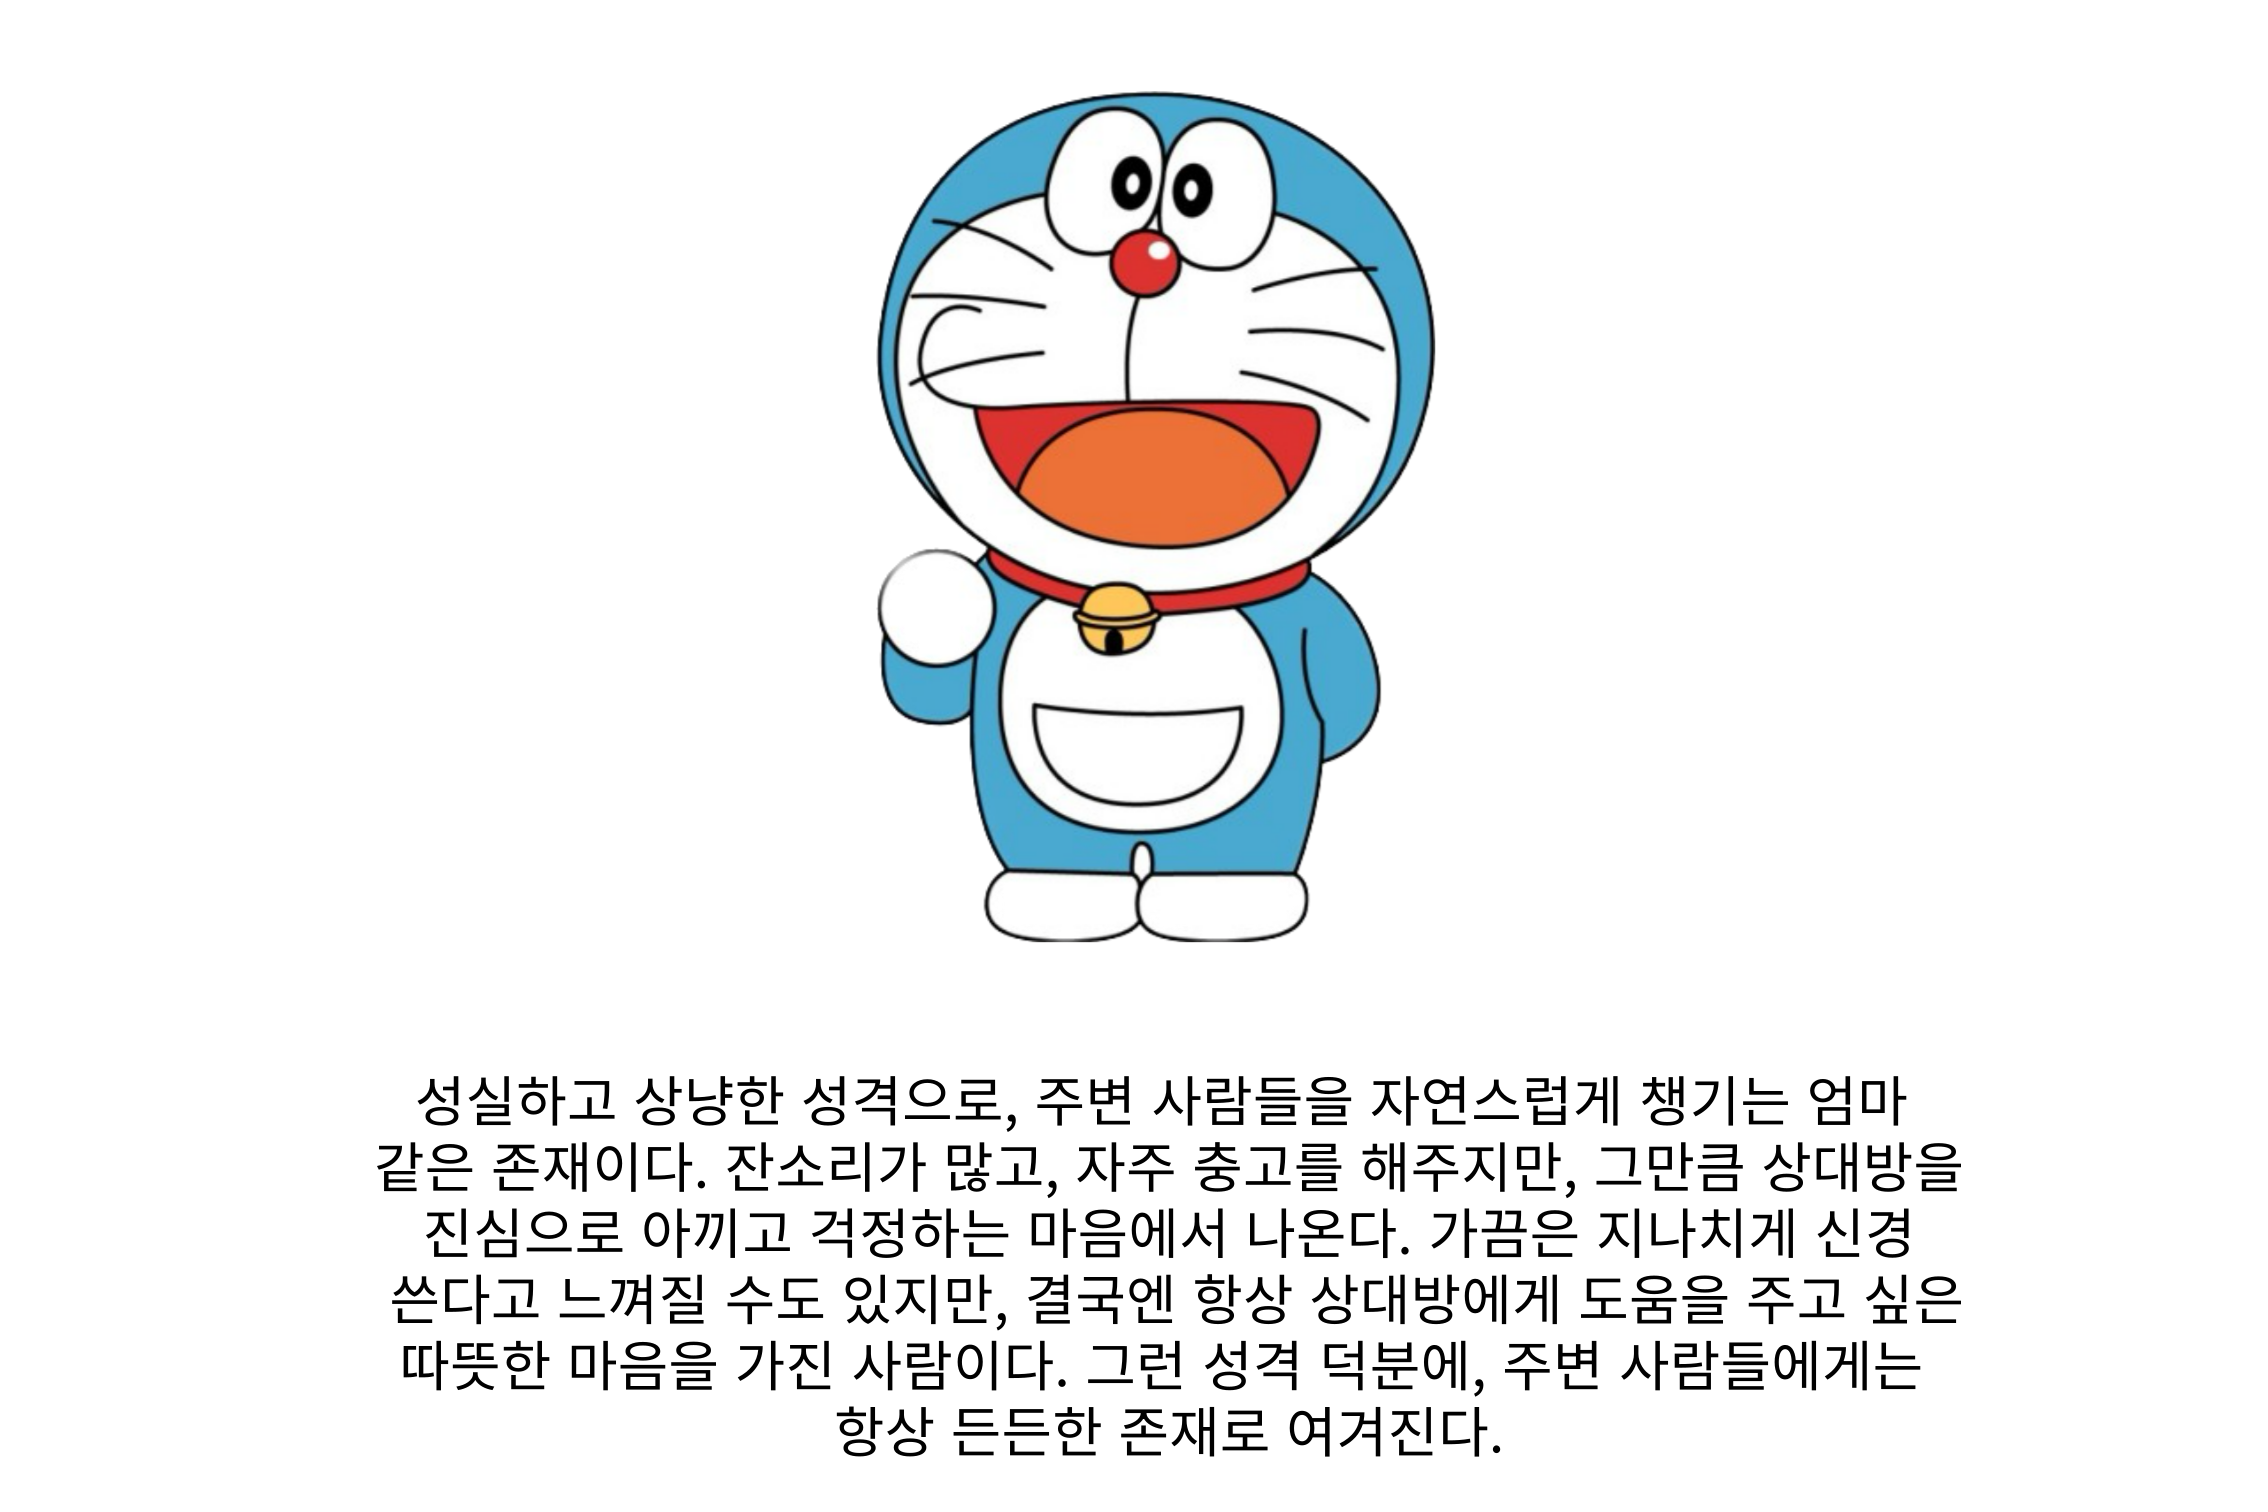 성실하고 상냥한 성격으로, 주변 사람들을 자연스럽게 챙기는 엄마
같은 존재이다. 잔소리가 많고, 자주 충고를 해주지만, 그만큼 상대방을
진심으로 아끼고 걱정하는 마음에서 나온다. 가끔은 지나치게 신경
쓴다고 느껴질 수도 있지만, 결국엔 항상 상대방에게 도움을 주고 싶은
따뜻한 마음을 가진 사람이다. 그런 성격 덕분에, 주변 사람들에게는
항상 든든한 존재로 여겨진다.